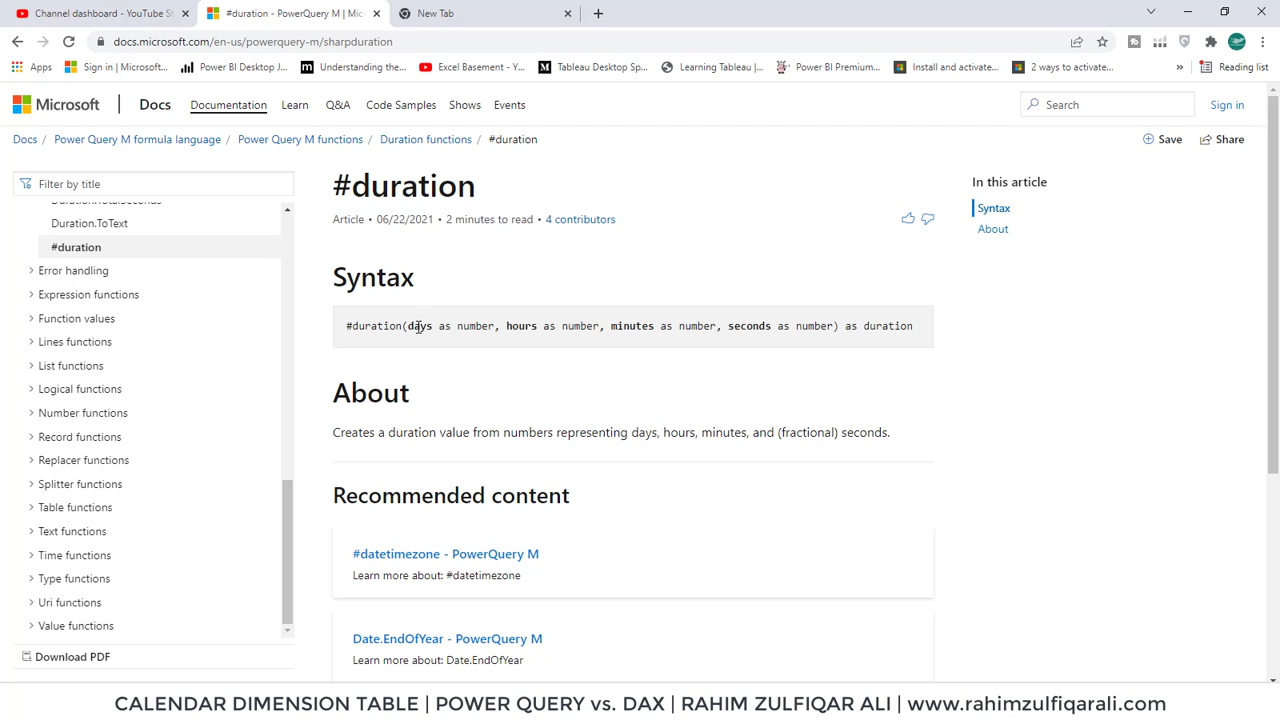 Channel dashboard - YouTube St
#duration - PowerQuery M | Mic
New Tab
docs.microsoft.com/en-us/powerquery-m/sharpduration
Apps
Sign in | Microsoft...
Power BI Desktop J...
Understanding the...
Excel Basement - Y...
Tableau Desktop Sp...
Learning Tableau |...
Power BI Premium...
Install and activate...
2 ways to activate...
»
Reading list
Microsoft
Docs
Documentation
Learn
Q&A
Code Samples
Shows
Events
Search
Sign in
Docs / Power Query M formula language / Power Query M functions / Duration functions / #duration
Save
Share
Filter by title
Duration.TotalSeconds
Duration.ToText
#duration
Error handling
Expression functions
Function values
Lines functions
List functions
Logical functions
Number functions
Record functions
Replacer functions
Splitter functions
Table functions
Text functions
Time functions
Type functions
Uri functions
Value functions
Download PDF
#duration
Article • 06/22/2021 • 2 minutes to read • 4 contributors
Syntax
#duration(days as number, hours as number, minutes as number, seconds as number) as duration
About
Creates a duration value from numbers representing days, hours, minutes, and (fractional) seconds.
Recommended content
#datetimezone - PowerQuery M
Learn more about: #datetimezone
Date.EndOfYear - PowerQuery M
Learn more about: Date.EndOfYear
In this article
Syntax
About
CALENDAR DIMENSION TABLE | POWER QUERY vs. DAX | RAHIM ZULFIQAR ALI | www.rahimzulfiqarali.com